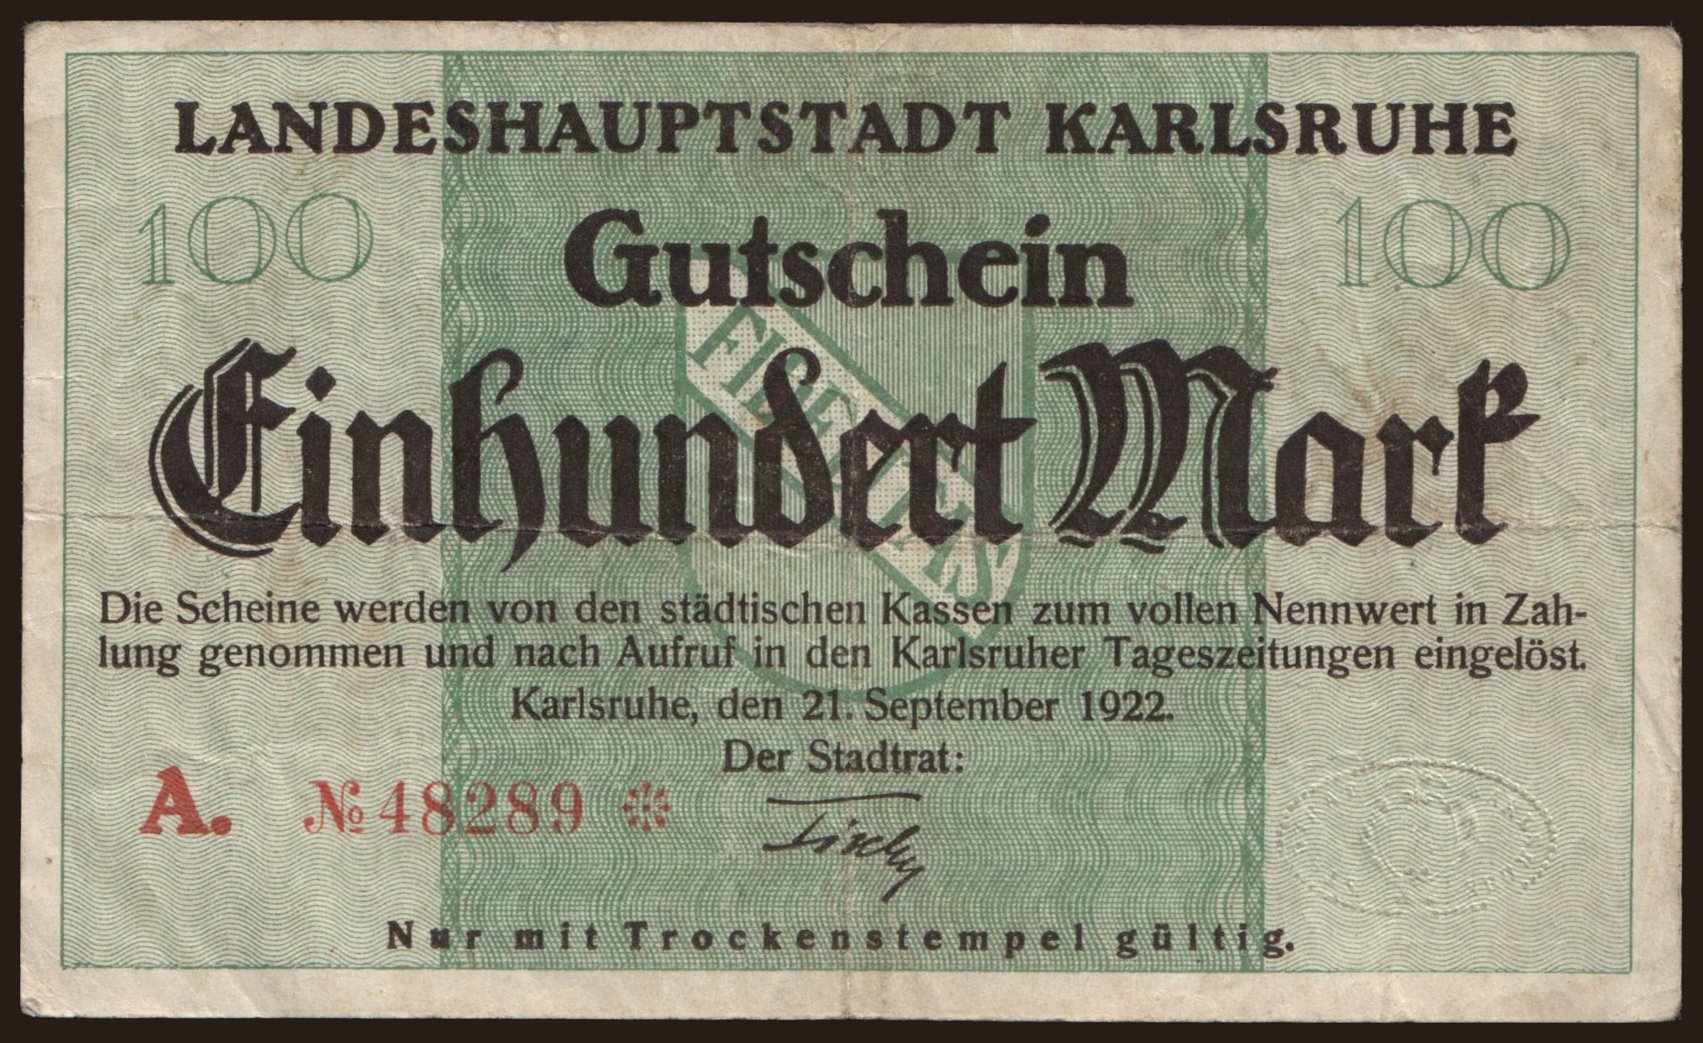 LANDESHAUPTSTADT KARLSRUHE
100 Gutschein 100
Einhundert Mark
Die Scheine werden von den städtischen Kassen zum vollen Nennwert in Zah-
lung genommen und nach Aufruf in den Karlsruher Tageszeitungen eingelöst.
Karlsruhe, den 21. September 1922.
Der Stadtrat:
A. № 48289 *
Nur mit Trockenstempel gültig.